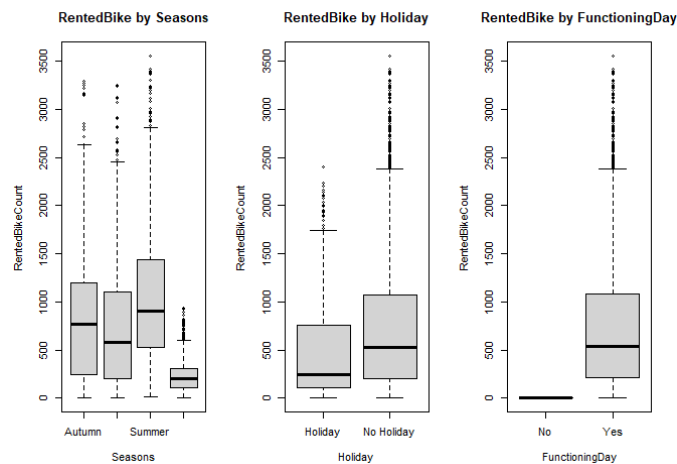 RentedBike by Seasons
RentedBikeCount
0
500
1000
1500
2000
2500
3000
3500
Autumn Summer
Seasons
RentedBike by Holiday
RentedBikeCount
0
500
1000
1500
2000
2500
3000
3500
Holiday No Holiday
Holiday
RentedBike by FunctioningDay
RentedBikeCount
0
500
1000
1500
2000
2500
3000
3500
No Yes
FunctioningDay